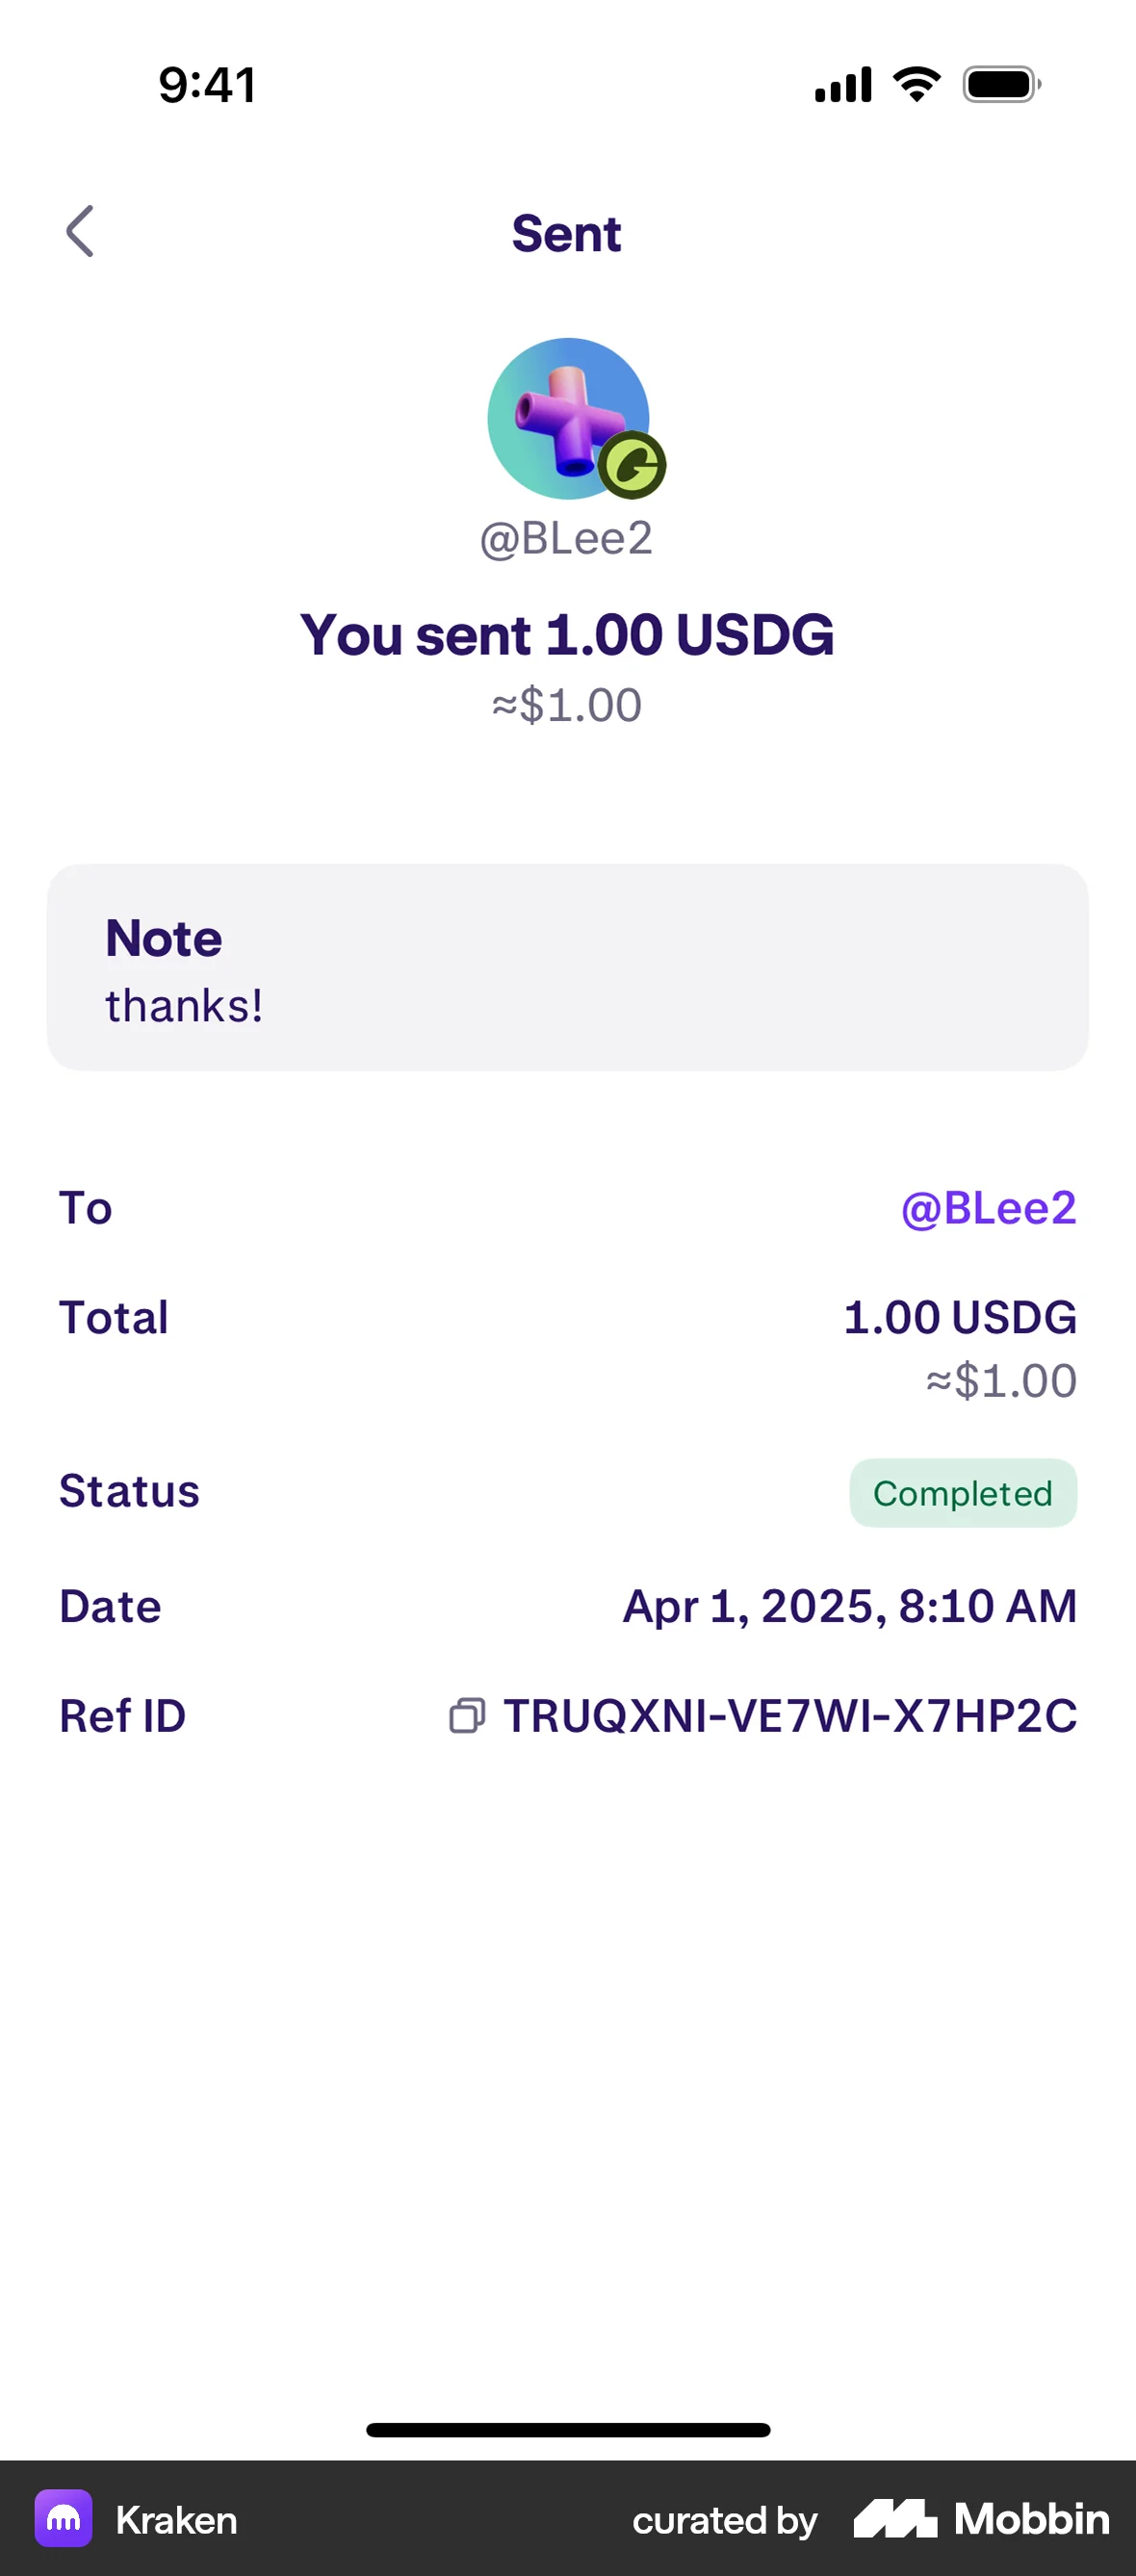 9:41
Sent
@BLee2
You sent 1.00 USDG
≈$1.00
Note
thanks!
To @BLee2
Total 1.00 USDG
≈$1.00
Status Completed
Date Apr 1, 2025, 8:10 AM
Ref ID TRUQXNI-VE7WI-X7HP2C
Kraken curated by Mobbin